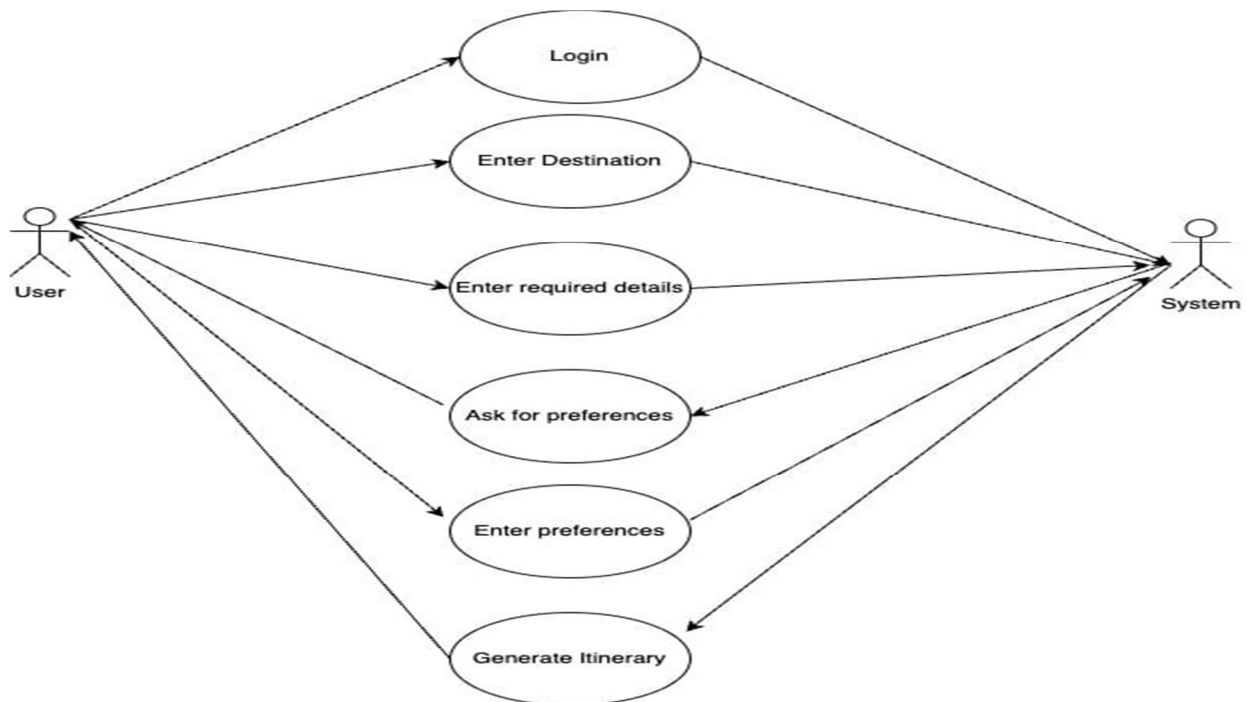 Login
Enter Destination
User
Enter required details
System
Ask for preferences
Enter preferences
Generate Itinerary